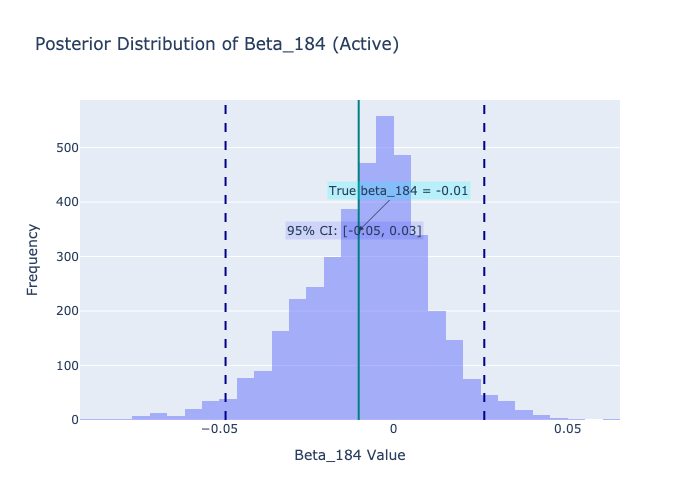 Posterior Distribution of Beta_184 (Active)
500
400
300
200
100
0
Frequency
True beta_184 = -0.01
95% CI: [-0.05, 0.03]
−0.05
0
0.05
Beta_184 Value